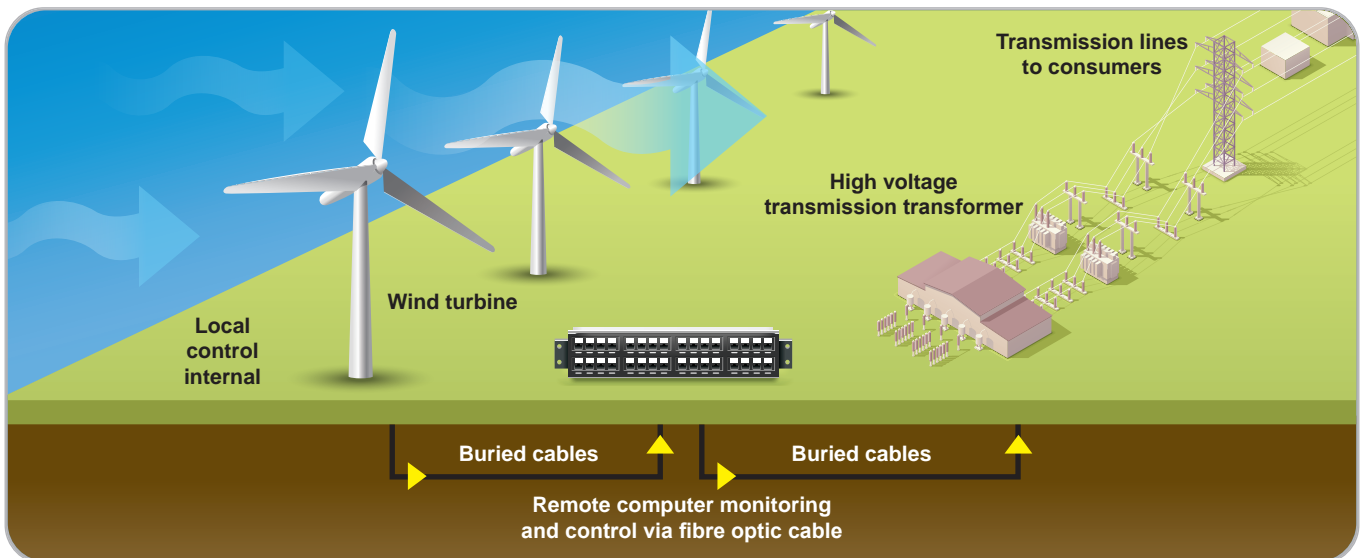 Transmission lines
to consumers
High voltage
transmission transformer
Wind turbine
Local
control
internal
Buried cables
Buried cables
Remote computer monitoring
and control via fibre optic cable